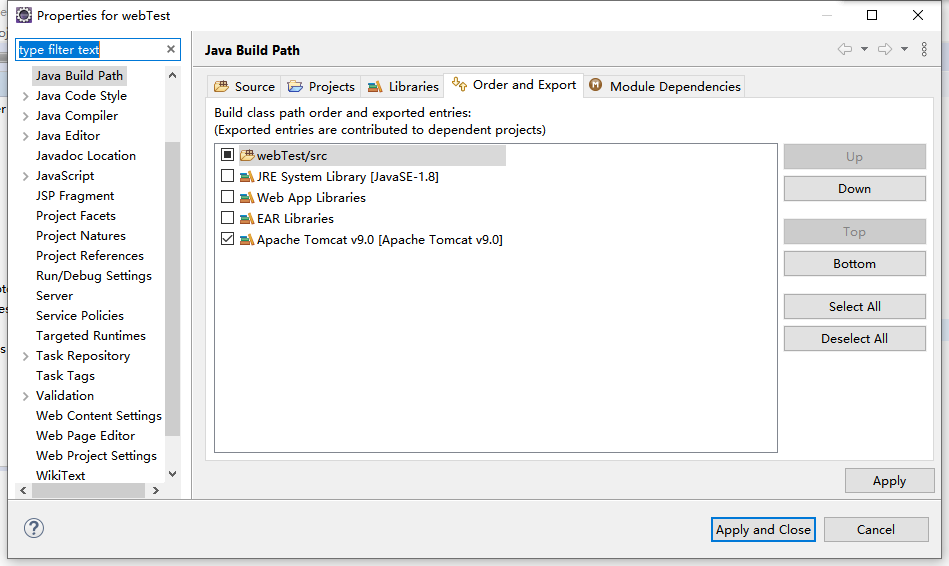 Properties for webTest
type filter text
Java Build Path
Java Code Style
Java Compiler
Java Editor
Javadoc Location
JavaScript
JSP Fragment
Project Facets
Project Natures
Project References
Run/Debug Settings
Server
Service Policies
Targeted Runtimes
Task Repository
Task Tags
Validation
Web Content Settings
Web Page Editor
Web Project Settings
WikiText
Java Build Path
Source Projects Libraries Order and Export Module Dependencies
Build class path order and exported entries:
(Exported entries are contributed to dependent projects)
webTest/src
JRE System Library [JavaSE-1.8]
Web App Libraries
EAR Libraries
Apache Tomcat v9.0 [Apache Tomcat v9.0]
Up
Down
Top
Bottom
Select All
Deselect All
Apply
Apply and Close Cancel